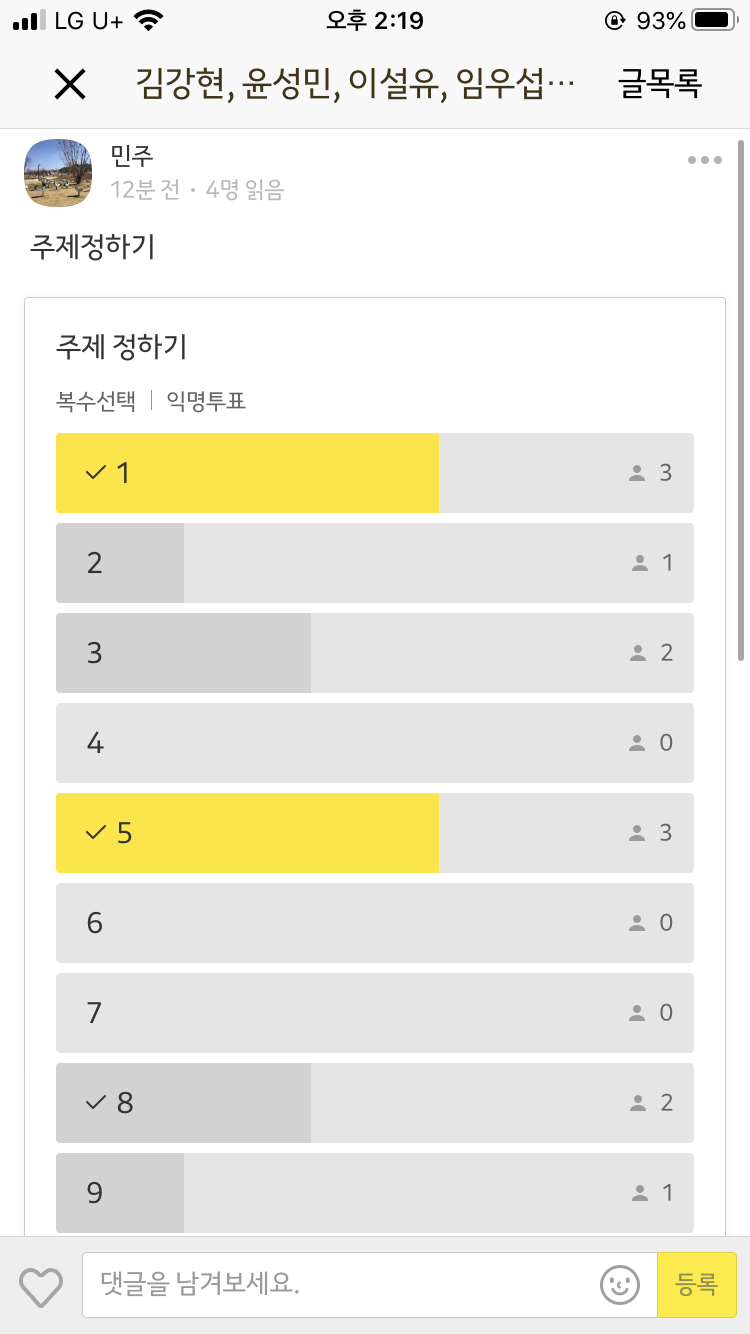 LG U+ 오후 2:19 93%
김강현, 윤성민, 이설유, 임우섭… 글목록
민주
12분 전 · 4명 읽음
주제정하기
주제 정하기
복수선택 | 익명투표
1 3
2 1
3 2
4 0
5 3
6 0
7 0
8 2
9 1
댓글을 남겨보세요. 등록